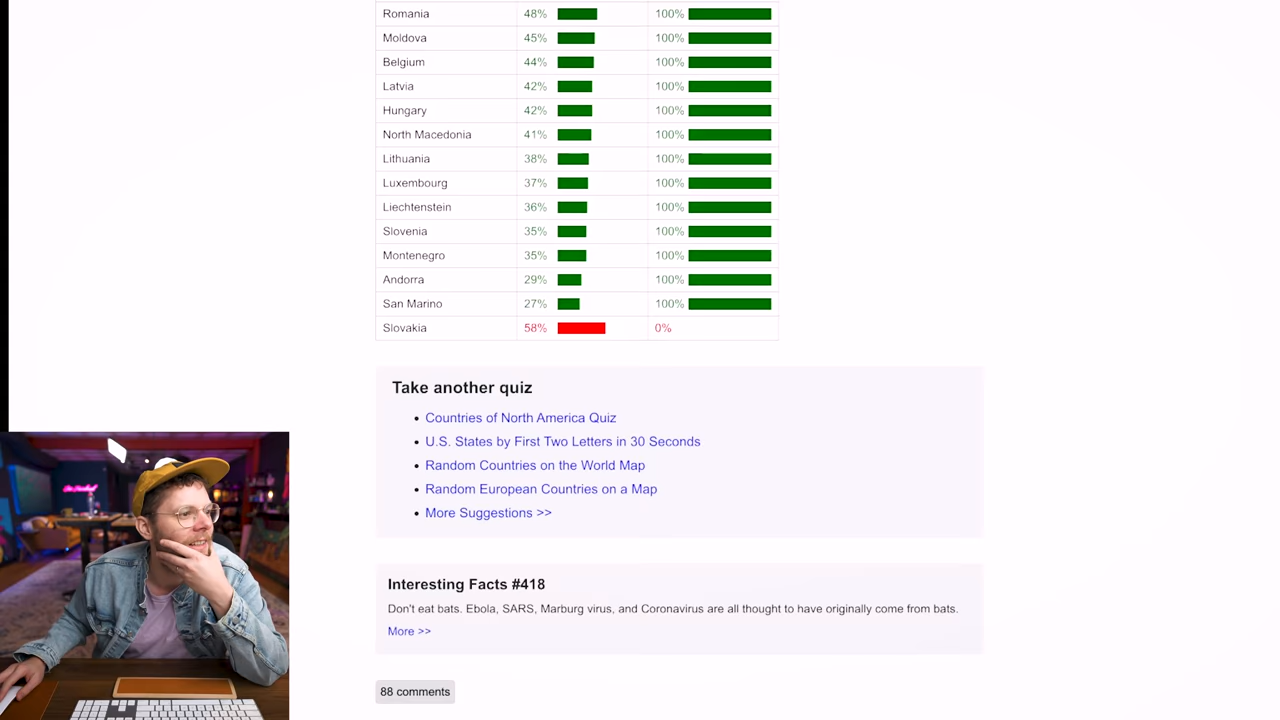 Romania 48% 100%
Moldova 45% 100%
Belgium 44% 100%
Latvia 42% 100%
Hungary 42% 100%
North Macedonia 41% 100%
Lithuania 38% 100%
Luxembourg 37% 100%
Liechtenstein 36% 100%
Slovenia 35% 100%
Montenegro 35% 100%
Andorra 29% 100%
San Marino 27% 100%
Slovakia 58% 0%
Take another quiz
Countries of North America Quiz
U.S. States by First Two Letters in 30 Seconds
Random Countries on the World Map
Random European Countries on a Map
More Suggestions >>
Interesting Facts #418
Don't eat bats. Ebola, SARS, Marburg virus, and Coronavirus are all thought to have originally come from bats.
More >>
88 comments